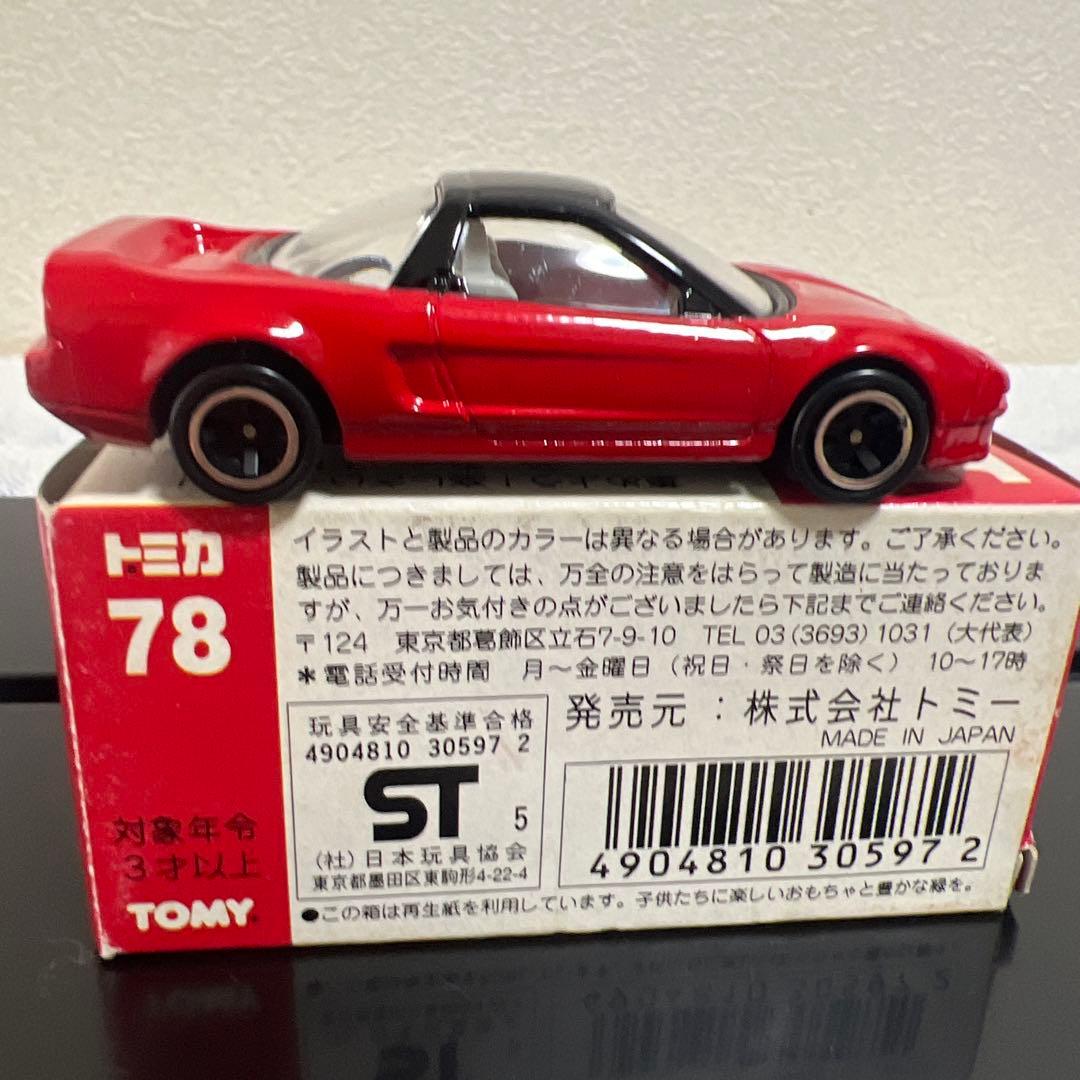 トミカ
78
対象年令
3才以上
TOMY
イラストと製品のカラーは異なる場合があります。ご了承ください。
製品につきましては、万全の注意をはらって製造に当たっておりま
すが、万一お気付きの点がございましたら下記までご連絡ください。
〒124 東京都葛飾区立石7-9-10 TEL 03(3693)1031(大代表)
*電話受付時間 月~金曜日(祝日・祭日を除く) 10~17時
玩具安全基準合格
4904810 30597 2
ST 5
(社)日本玩具協会
東京都墨田区東駒形4-22-4
発売元:株式会社トミー
MADE IN JAPAN
4904810 305972
●この箱は再生紙を利用しています。子供たちに楽しいおもちゃと豊かな緑を。